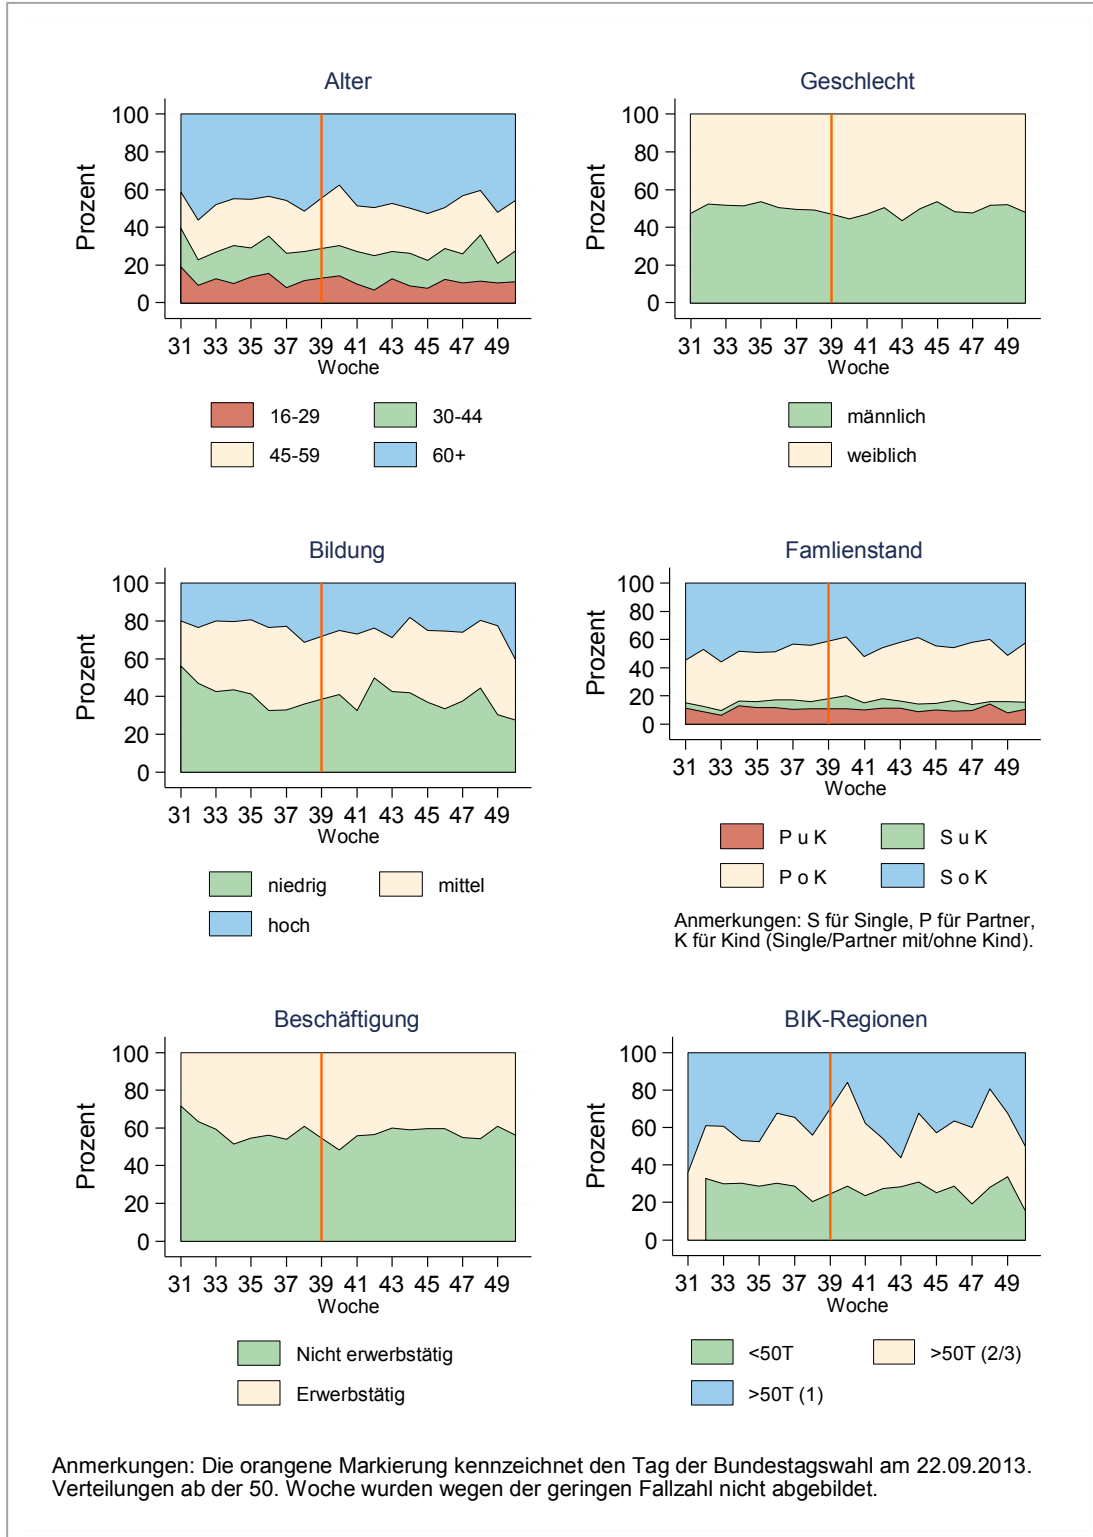 Alter
Prozent
100
80
60
40
20
0
31 33 35 37 39 41 43 45 47 49
Woche
16-29 30-44
45-59 60+
Geschlecht
Prozent
100
80
60
40
20
0
31 33 35 37 39 41 43 45 47 49
Woche
männlich
weiblich
Bildung
Prozent
100
80
60
40
20
0
31 33 35 37 39 41 43 45 47 49
Woche
niedrig mittel
hoch
Famlienstand
Prozent
100
80
60
40
20
0
31 33 35 37 39 41 43 45 47 49
Woche
P u K S u K
P o K S o K
Anmerkungen: S für Single, P für Partner,
K für Kind (Single/Partner mit/ohne Kind).
Beschäftigung
Prozent
100
80
60
40
20
0
31 33 35 37 39 41 43 45 47 49
Woche
Nicht erwerbstätig
Erwerbstätig
BIK-Regionen
Prozent
100
80
60
40
20
0
31 33 35 37 39 41 43 45 47 49
Woche
<50T >50T (2/3)
>50T (1)
Anmerkungen: Die orangene Markierung kennzeichnet den Tag der Bundestagswahl am 22.09.2013.
Verteilungen ab der 50. Woche wurden wegen der geringen Fallzahl nicht abgebildet.